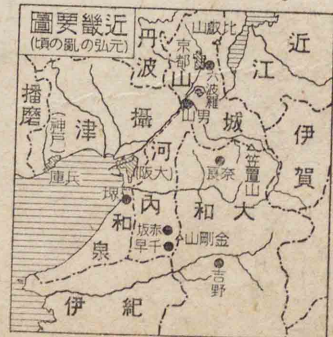 近畿要圖
(元弘の亂の頃)
近江
比叡山
丹波
京都
六波羅
山城
男山
伊賀
笠置山
攝津
播磨
(神戸)
兵庫
河内
(大阪)
奈良
大和
堺
和泉
赤坂
千早
金剛山
吉野
紀伊